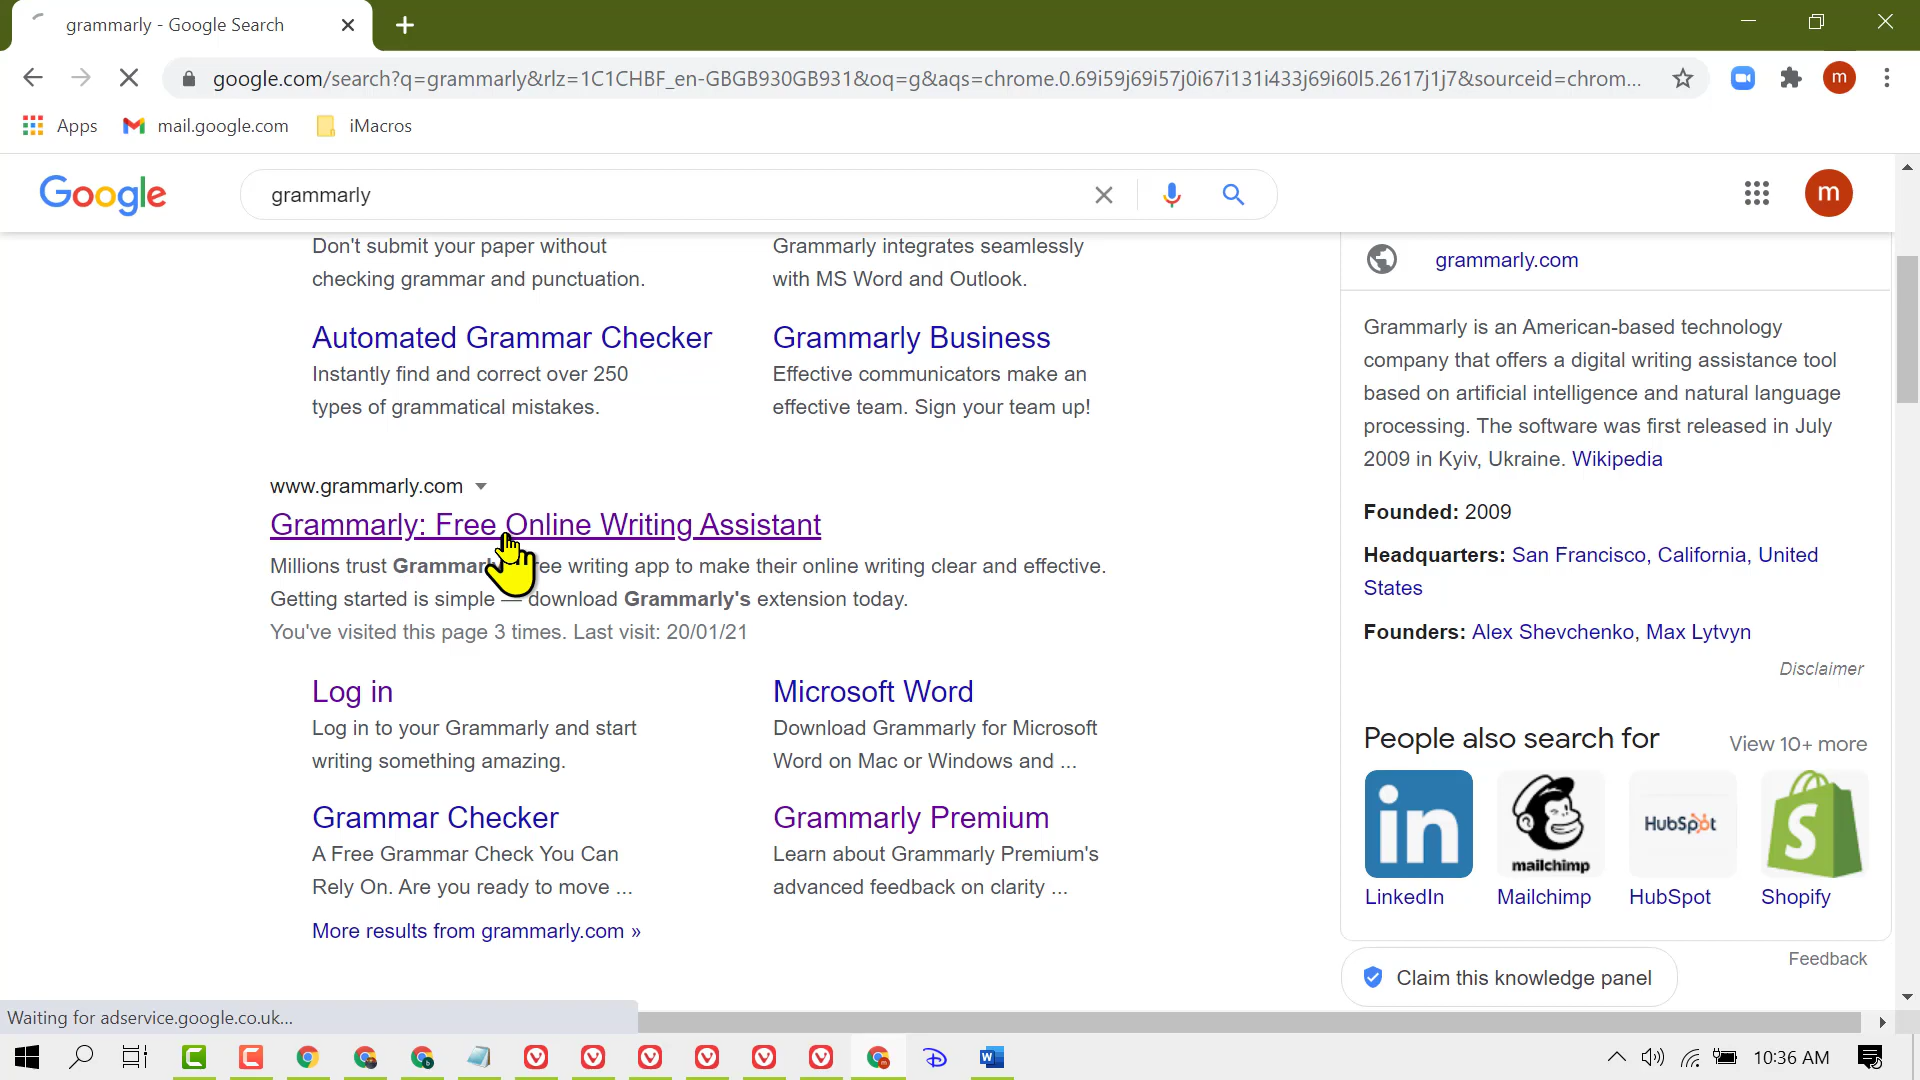 grammarly - Google Search
google.com/search?q=grammarly&rlz=1C1CHBF_en-GBGB930GB931&oq=g&aqs=chrome.0.69i59j69i57j0i67i131i433j69i60l5.2617j1j7&sourceid=chrom...
m
Apps
mail.google.com
iMacros
Google
grammarly
m
Don't submit your paper without
checking grammar and punctuation.
Grammarly integrates seamlessly
with MS Word and Outlook.
Automated Grammar Checker
Instantly find and correct over 250
types of grammatical mistakes.
Grammarly Business
Effective communicators make an
effective team. Sign your team up!
www.grammarly.com
Grammarly: Free Online Writing Assistant
Millions trust Grammarly ree writing app to make their online writing clear and effective.
Getting started is simple — download Grammarly's extension today.
You've visited this page 3 times. Last visit: 20/01/21
Log in
Log in to your Grammarly and start
writing something amazing.
Microsoft Word
Download Grammarly for Microsoft
Word on Mac or Windows and ...
Grammar Checker
A Free Grammar Check You Can
Rely On. Are you ready to move ...
Grammarly Premium
Learn about Grammarly Premium's
advanced feedback on clarity ...
More results from grammarly.com »
grammarly.com
Grammarly is an American-based technology
company that offers a digital writing assistance tool
based on artificial intelligence and natural language
processing. The software was first released in July
2009 in Kyiv, Ukraine. Wikipedia
Founded: 2009
Headquarters: San Francisco, California, United
States
Founders: Alex Shevchenko, Max Lytvyn
Disclaimer
People also search for
View 10+ more
in
mailchimp
HubSpot
S
LinkedIn
Mailchimp
HubSpot
Shopify
Feedback
Claim this knowledge panel
Waiting for adservice.google.co.uk...
10:36 AM